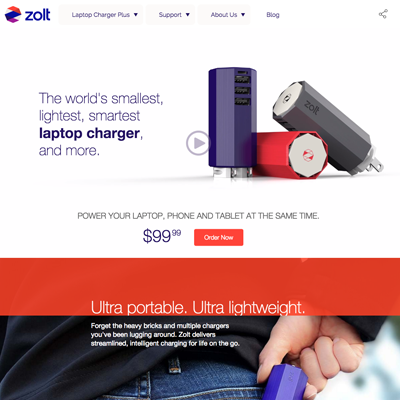 zolt
Laptop Charger Plus
Support
About Us
Blog
The world's smallest,
lightest, smartest
laptop charger,
and more.
zolt
POWER YOUR LAPTOP, PHONE AND TABLET AT THE SAME TIME.
$99.99
Order Now
Ultra portable. Ultra lightweight.
Forget the heavy bricks and multiple chargers
you've been lugging around. Zolt delivers
streamlined, intelligent charging for life on the go.